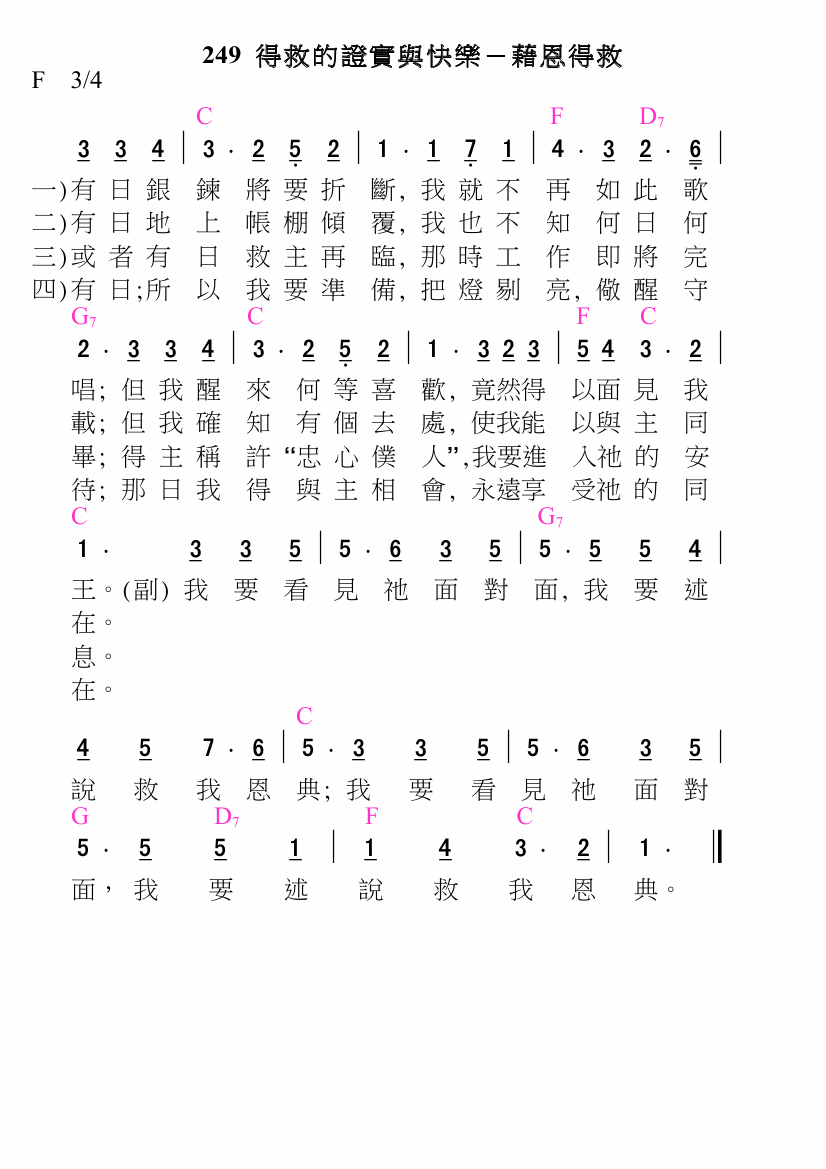 249 得救的證實與快樂－藉恩得救
F 3/4
C F D7
3 3 4 | 3 · 2 5 2 | 1 · 1 7 1 | 4 · 3 2 · 6 |
一)有日銀鍊將要折斷, 我就不再如此歌
二)有日地上帳棚傾覆, 我也不知何日何
三)或者有日救主再臨, 那時工作即將完
四)有日;所以我要準備, 把燈剔亮, 儆醒守
G7 C F C
2 · 3 3 4 | 3 · 2 5 2 | 1 · 3 2 3 | 5 4 3 · 2 |
唱; 但我醒來何等喜歡, 竟然得以面見我
載; 但我確知有個去處, 使我能以與主同
畢; 得主稱許“忠心僕人”,我要進入祂的安
待; 那日我得與主相會, 永遠享受祂的同
C G7
1 · 3 3 5 | 5 · 6 3 5 | 5 · 5 5 4 |
王。(副) 我要看見祂面對面, 我要述
在。
息。
在。
C
4 5 7 · 6 | 5 · 3 3 5 | 5 · 6 3 5 |
說救我恩典; 我要看見祂面對
G D7 F C
5 · 5 5 1 | 1 4 3 · 2 | 1 · ‖
面，我要述說救我恩典。